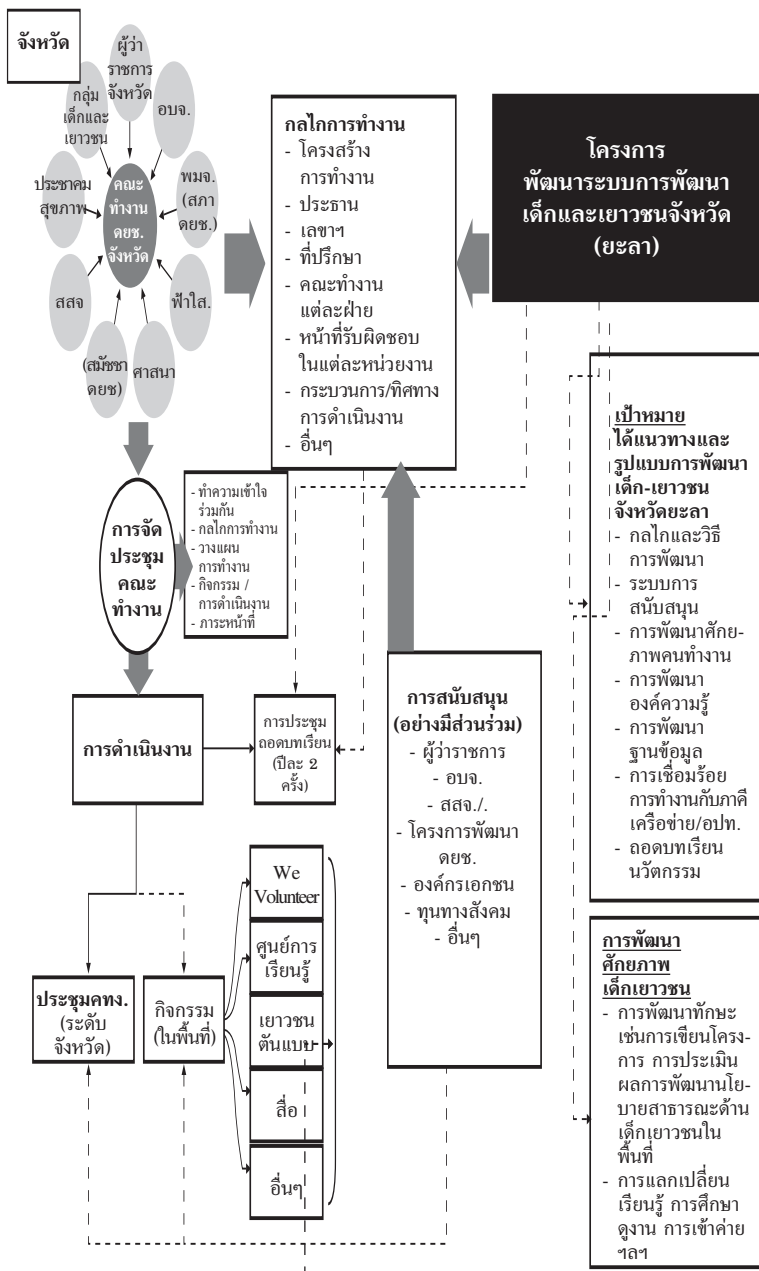 จังหวัด
ผู้ว่า
ราชการ
จังหวัด
กลุ่ม
เด็กและ
เยาวชน
อบจ.
ประชาคม
สุขภาพ
คณะ
ทำงาน
ดยช.
จังหวัด
พมจ.
(สภา
ดยช.)
สสจ
ฟ้าใส.
(สมัชชา
ดยช)
ศาสนา
กลไกการทำงาน
- โครงสร้าง
การทำงาน
- ประธาน
- เลขาฯ
- ที่ปรึกษา
- คณะทำงาน
แต่ละฝ่าย
- หน้าที่รับผิดชอบ
ในแต่ละหน่วยงาน
- กระบวนการ/ทิศทาง
การดำเนินงาน
- อื่นๆ
โครงการ
พัฒนาระบบการพัฒนา
เด็กและเยาวชนจังหวัด
(ยะลา)
การจัด
ประชุม
คณะ
ทำงาน
- ทำความเข้าใจ
ร่วมกัน
- กลไกการทำงาน
- วางแผน
การทำงาน
- กิจกรรม /
การดำเนินงาน
- ภาระหน้าที่
เป้าหมาย
ได้แนวทางและ
รูปแบบการพัฒนา
เด็ก-เยาวชน
จังหวัดยะลา
- กลไกและวิธี
การพัฒนา
- ระบบการ
สนับสนุน
- การพัฒนาศักย-
ภาพคนทำงาน
- การพัฒนา
องค์ความรู้
- การพัฒนา
ฐานข้อมูล
- การเชื่อมร้อย
การทำงานกับภาคี
เครือข่าย/อปท.
- ถอดบทเรียน
นวัตกรรม
การดำเนินงาน
การประชุม
ถอดบทเรียน
(ปีละ 2
ครั้ง)
การสนับสนุน
(อย่างมีส่วนร่วม)
- ผู้ว่าราชการ
- อบจ.
- สสจ./.
- โครงการพัฒนา
ดยช.
- องค์กรเอกชน
- ทุนทางสังคม
- อื่นๆ
ประชุมคทง.
(ระดับ
จังหวัด)
กิจกรรม
(ในพื้นที่)
We
Volunteer
ศูนย์การ
เรียนรู้
เยาวชน
ต้นแบบ
สื่อ
อื่นๆ
การพัฒนา
ศักยภาพ
เด็กเยาวชน
- การพัฒนาทักษะ
เช่นการเขียนโครง-
การ การประเมิน
ผลการพัฒนานโย-
บายสาธารณะด้าน
เด็กเยาวชนใน
พื้นที่
- การแลกเปลี่ยน
เรียนรู้ การศึกษา
ดูงาน การเข้าค่าย
ฯลฯ